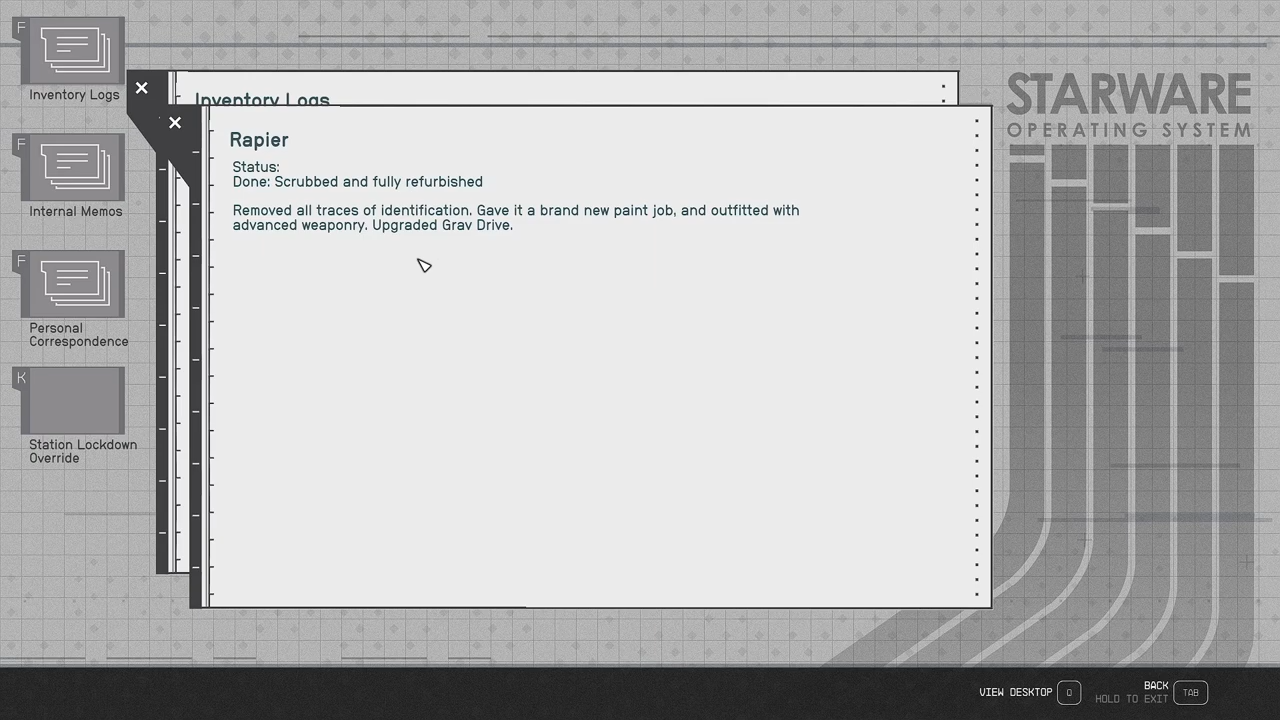 F
Inventory Logs
F
Internal Memos
F
Personal
Correspondence
K
Station Lockdown
Override
Inventory Logs
Rapier
Status:
Done: Scrubbed and fully refurbished
Removed all traces of identification. Gave it a brand new paint job, and outfitted with
advanced weaponry. Upgraded Grav Drive.
STARWARE
OPERATING SYSTEM
VIEW DESKTOP Q
BACK
HOLD TO EXIT TAB